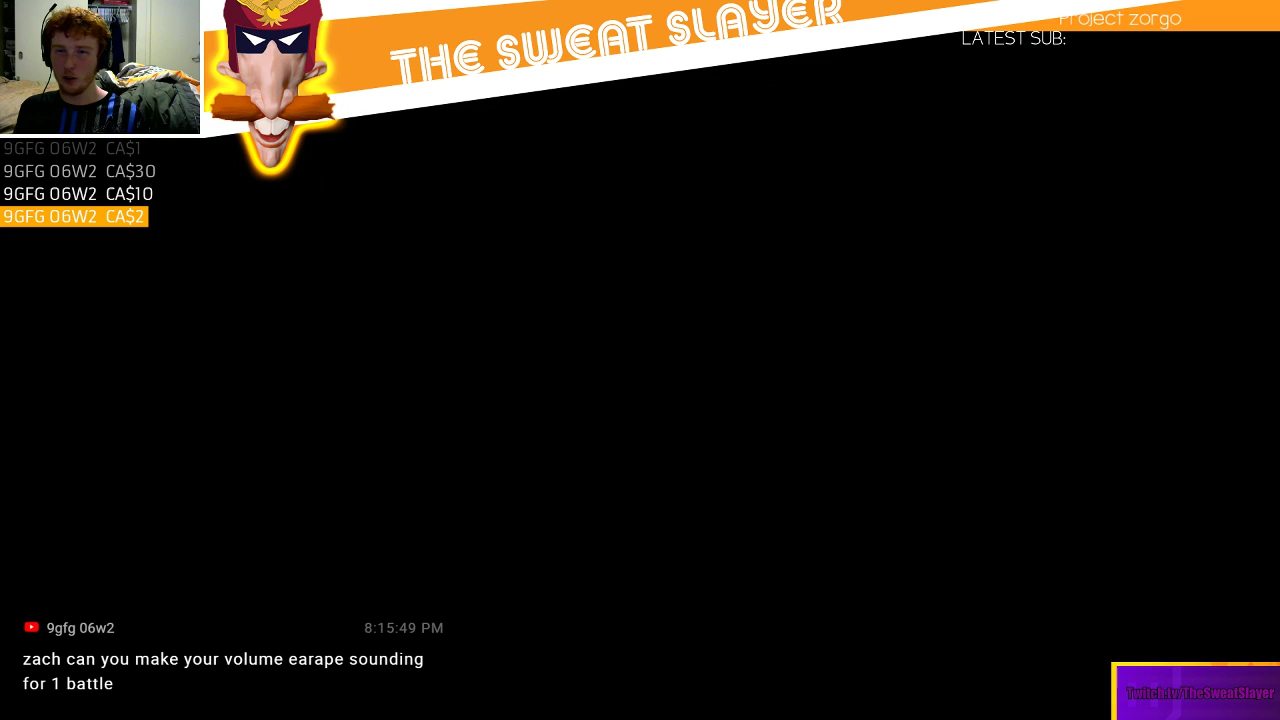 THE SWEAT SLAYER
Project zorgo
LATEST SUB:
9GFG 06W2 CA$1
9GFG 06W2 CA$30
9GFG 06W2 CA$10
9GFG 06W2 CA$2
9gfg 06w2 8:15:49 PM
zach can you make your volume earape sounding
for 1 battle
Twitch.tv/TheSweatSlayer